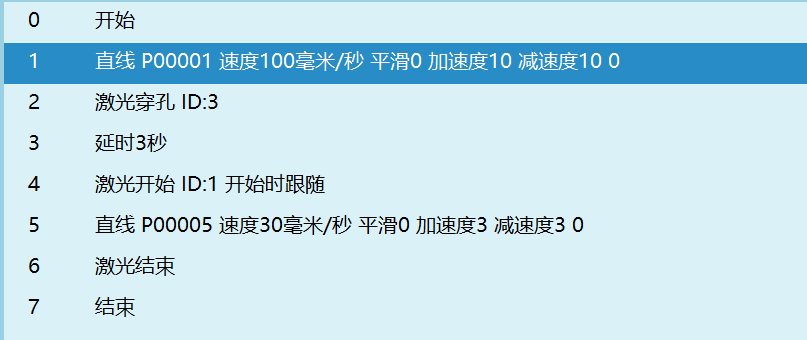 0 开始
1 直线 P00001 速度100毫米/秒 平滑0 加速度10 减速度10 0
2 激光穿孔 ID:3
3 延时3秒
4 激光开始 ID:1 开始时跟随
5 直线 P00005 速度30毫米/秒 平滑0 加速度3 减速度3 0
6 激光结束
7 结束